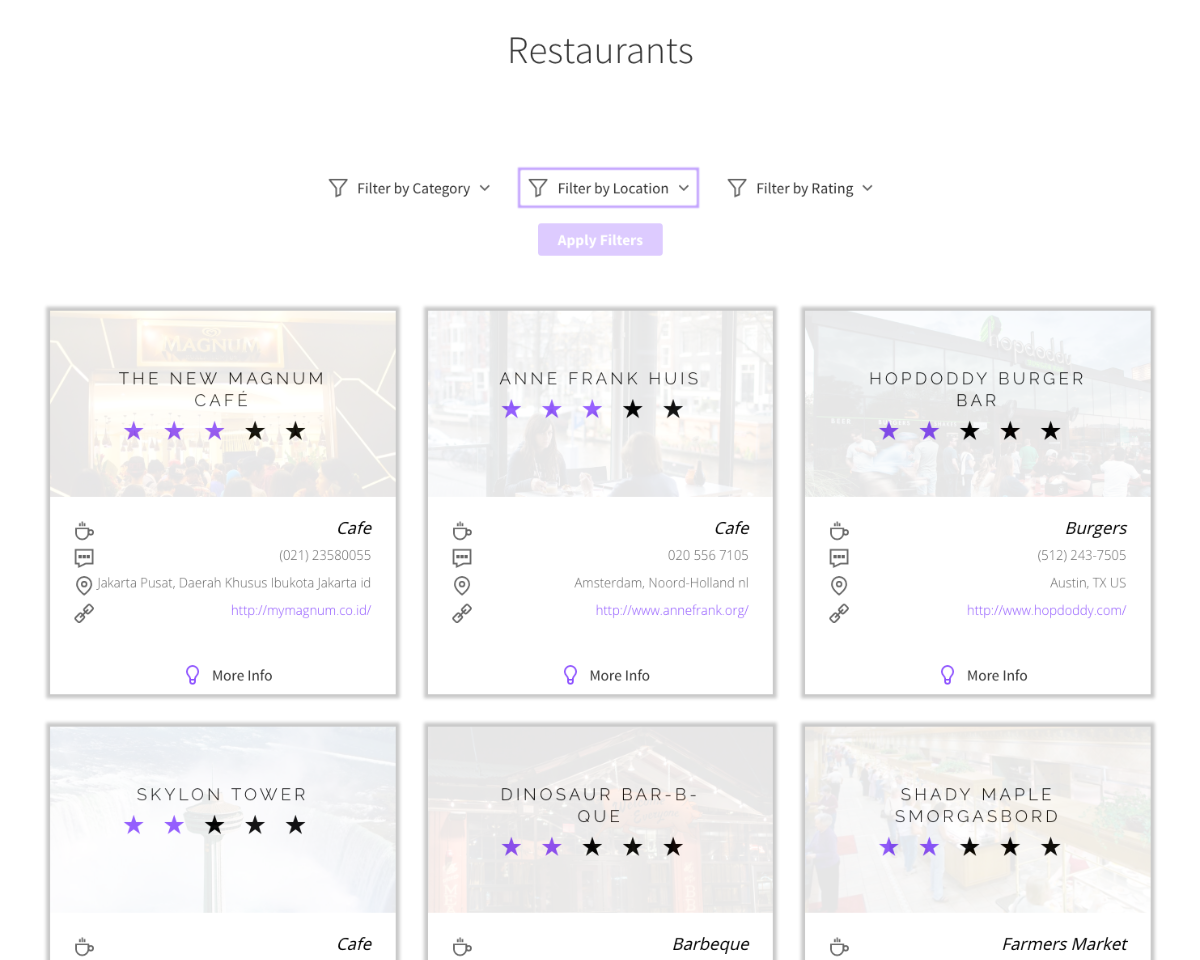 Restaurants
Filter by Category
Filter by Location
Filter by Rating
Apply Filters
MAGNUM
THE NEW MAGNUM
CAFÉ
Cafe
(021) 23580055
Jakarta Pusat, Daerah Khusus Ibukota Jakarta id
http://mymagnum.co.id/
More Info
ANNE FRANK HUIS
Cafe
020 556 7105
Amsterdam, Noord-Holland nl
http://www.annefrank.org/
More Info
Hopdoddy
HOPDODDY BURGER
BAR
Burgers
(512) 243-7505
Austin, TX US
http://www.hopdoddy.com/
More Info
SKYLON TOWER
Cafe
DINOSAUR BAR-B-
QUE
Barbeque
SHADY MAPLE
SMORGASBORD
Farmers Market